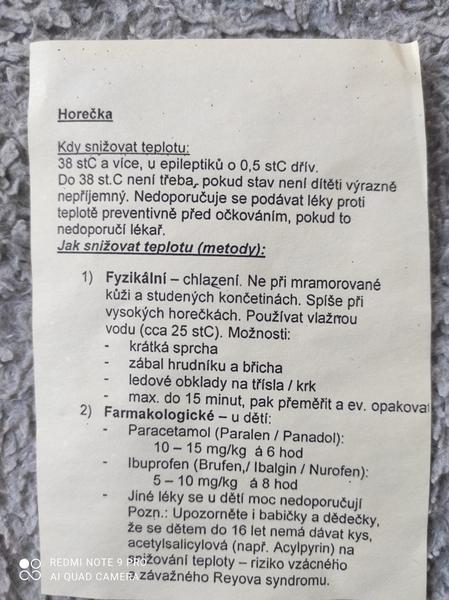 Horečka
Kdy snižovat teplotu:
38 stC a více, u epileptiků o 0,5 stC dřív.
Do 38 st.C není třeba, pokud stav není dítěti výrazně
nepříjemný. Nedoporučuje se podávat léky proti
teplotě preventivně před očkováním, pokud to
nedoporučí lékař.
Jak snižovat teplotu (metody):
1) Fyzikální – chlazení. Ne při mramorované
kůži a studených končetinách. Spíše při
vysokých horečkách. Používat vlažnou
vodu (cca 25 stC). Možnosti:
- krátká sprcha
- zábal hrudníku a břicha
- ledové obklady na třísla / krk
- max. do 15 minut, pak přeměřit a ev. opakovat
2) Farmakologické – u dětí:
- Paracetamol (Paralen / Panadol):
10 – 15 mg/kg á 6 hod
- Ibuprofen (Brufen,/ Ibalgin / Nurofen):
5 – 10 mg/kg á 8 hod
- Jiné léky se u dětí moc nedoporučují
Pozn.: Upozorněte i babičky a dědečky,
že se dětem do 16 let nemá dávat kys,
acetylsalicylová (např. Acylpyrin) na
snižování teploty – riziko vzácného
a závažného Reyova syndromu.
REDMI NOTE 9 PRO
AI QUAD CAMERA